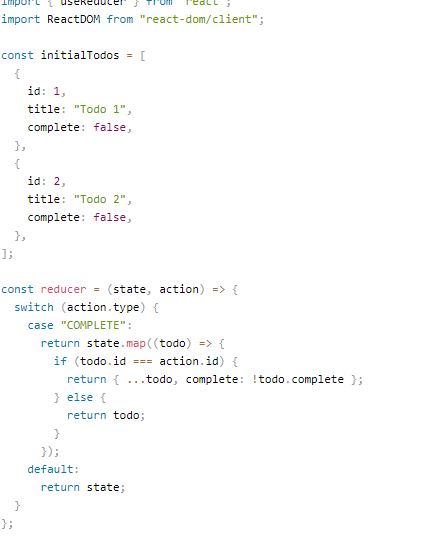 import { useReducer } from "react";
import ReactDOM from "react-dom/client";

const initialTodos = [
  {
    id: 1,
    title: "Todo 1",
    complete: false,
  },
  {
    id: 2,
    title: "Todo 2",
    complete: false,
  },
];

const reducer = (state, action) => {
  switch (action.type) {
    case "COMPLETE":
      return state.map((todo) => {
        if (todo.id === action.id) {
          return { ...todo, complete: !todo.complete };
        } else {
          return todo;
        }
      });
    default:
      return state;
  }
};